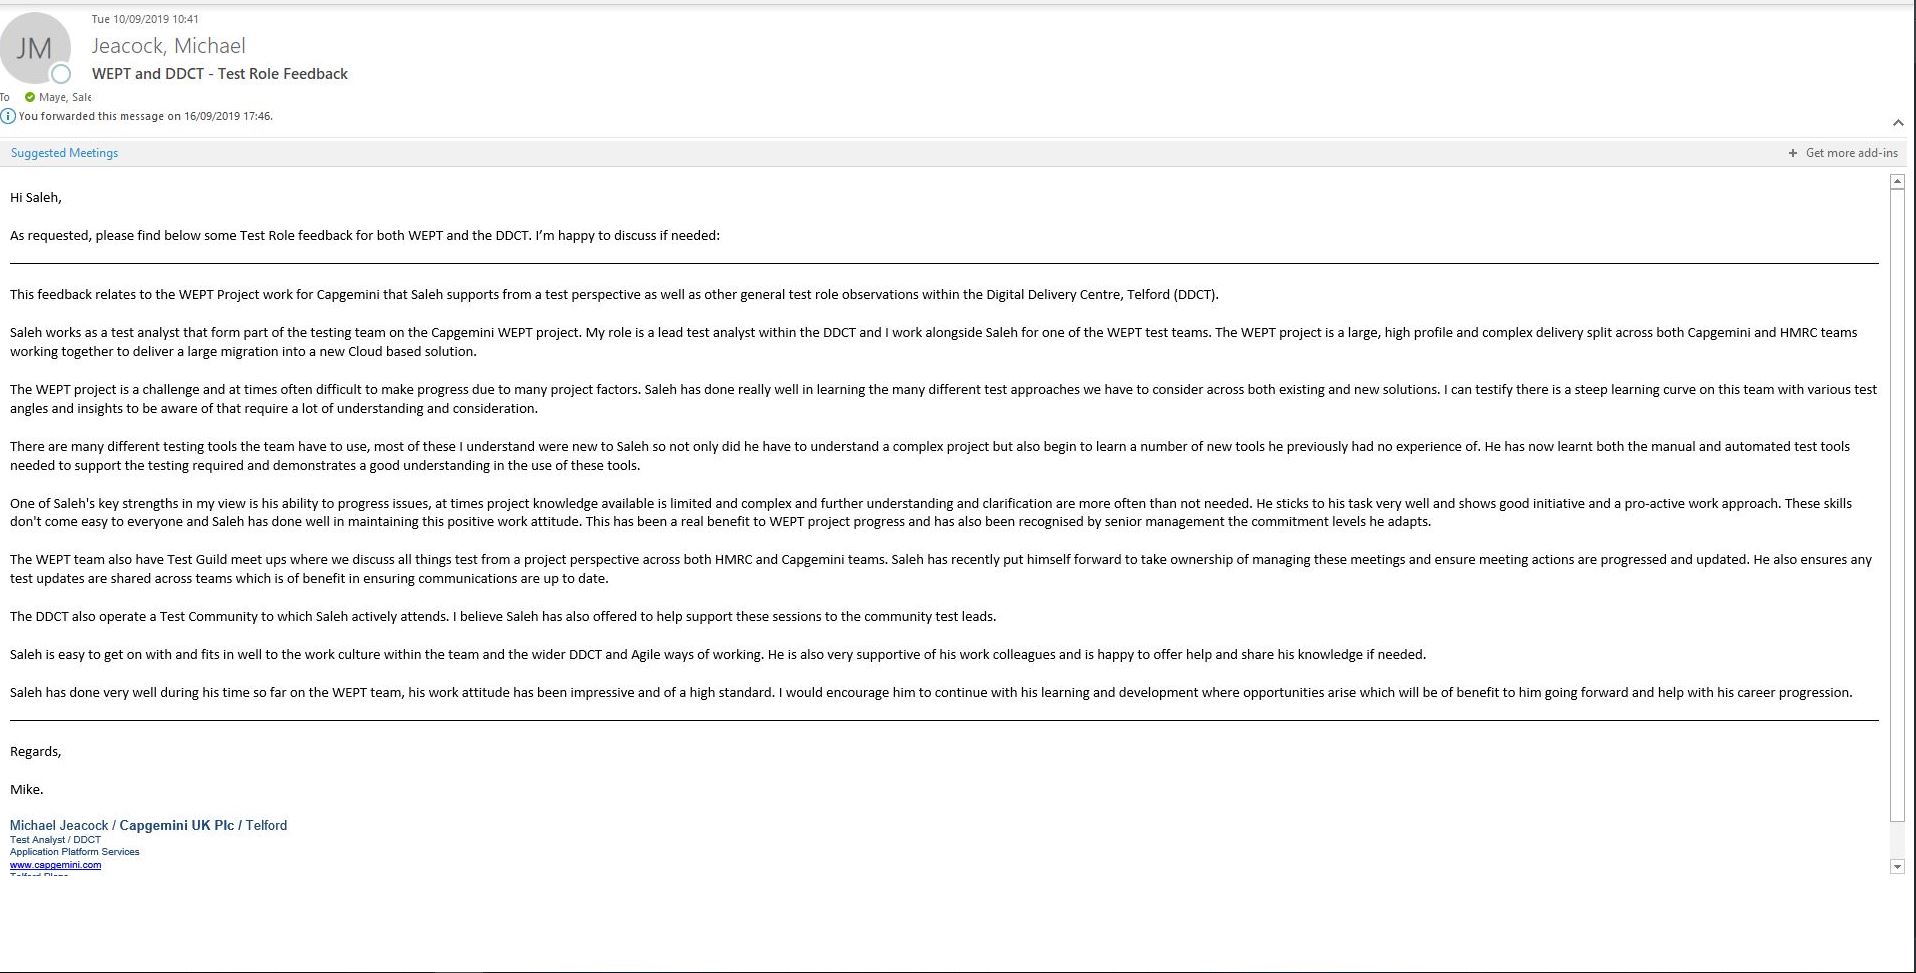 Tue 10/09/2019 10:41
JM
Jeacock, Michael
WEPT and DDCT - Test Role Feedback
To Maye, Sale
You forwarded this message on 16/09/2019 17:46.
Suggested Meetings
+ Get more add-ins
Hi Saleh,
As requested, please find below some Test Role feedback for both WEPT and the DDCT. I'm happy to discuss if needed:
This feedback relates to the WEPT Project work for Capgemini that Saleh supports from a test perspective as well as other general test role observations within the Digital Delivery Centre, Telford (DDCT).
Saleh works as a test analyst that form part of the testing team on the Capgemini WEPT project. My role is a lead test analyst within the DDCT and I work alongside Saleh for one of the WEPT test teams. The WEPT project is a large, high profile and complex delivery split across both Capgemini and HMRC teams
working together to deliver a large migration into a new Cloud based solution.
The WEPT project is a challenge and at times often difficult to make progress due to many project factors. Saleh has done really well in learning the many different test approaches we have to consider across both existing and new solutions. I can testify there is a steep learning curve on this team with various test
angles and insights to be aware of that require a lot of understanding and consideration.
There are many different testing tools the team have to use, most of these I understand were new to Saleh so not only did he have to understand a complex project but also begin to learn a number of new tools he previously had no experience of. He has now learnt both the manual and automated test tools
needed to support the testing required and demonstrates a good understanding in the use of these tools.
One of Saleh's key strengths in my view is his ability to progress issues, at times project knowledge available is limited and complex and further understanding and clarification are more often than not needed. He sticks to his task very well and shows good initiative and a pro-active work approach. These skills
don't come easy to everyone and Saleh has done well in maintaining this positive work attitude. This has been a real benefit to WEPT project progress and has also been recognised by senior management the commitment levels he adapts.
The WEPT team also have Test Guild meet ups where we discuss all things test from a project perspective across both HMRC and Capgemini teams. Saleh has recently put himself forward to take ownership of managing these meetings and ensure meeting actions are progressed and updated. He also ensures any
test updates are shared across teams which is of benefit in ensuring communications are up to date.
The DDCT also operate a Test Community to which Saleh actively attends. I believe Saleh has also offered to help support these sessions to the community test leads.
Saleh is easy to get on with and fits in well to the work culture within the team and the wider DDCT and Agile ways of working. He is also very supportive of his work colleagues and is happy to offer help and share his knowledge if needed.
Saleh has done very well during his time so far on the WEPT team, his work attitude has been impressive and of a high standard. I would encourage him to continue with his learning and development where opportunities arise which will be of benefit to him going forward and help with his career progression.
Regards,
Mike.
Michael Jeacock / Capgemini UK Plc / Telford
Test Analyst / DDCT
Application Platform Services
www.capgemini.com